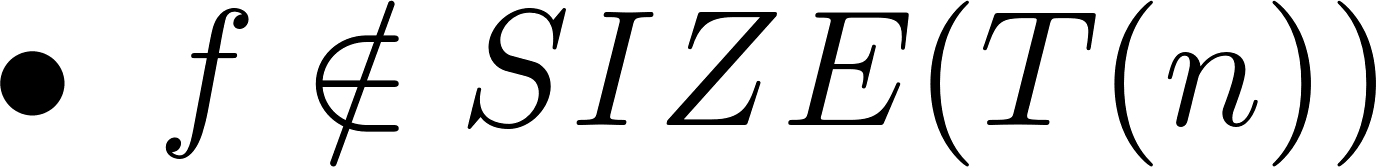 • f ∉ SIZE(T(n))